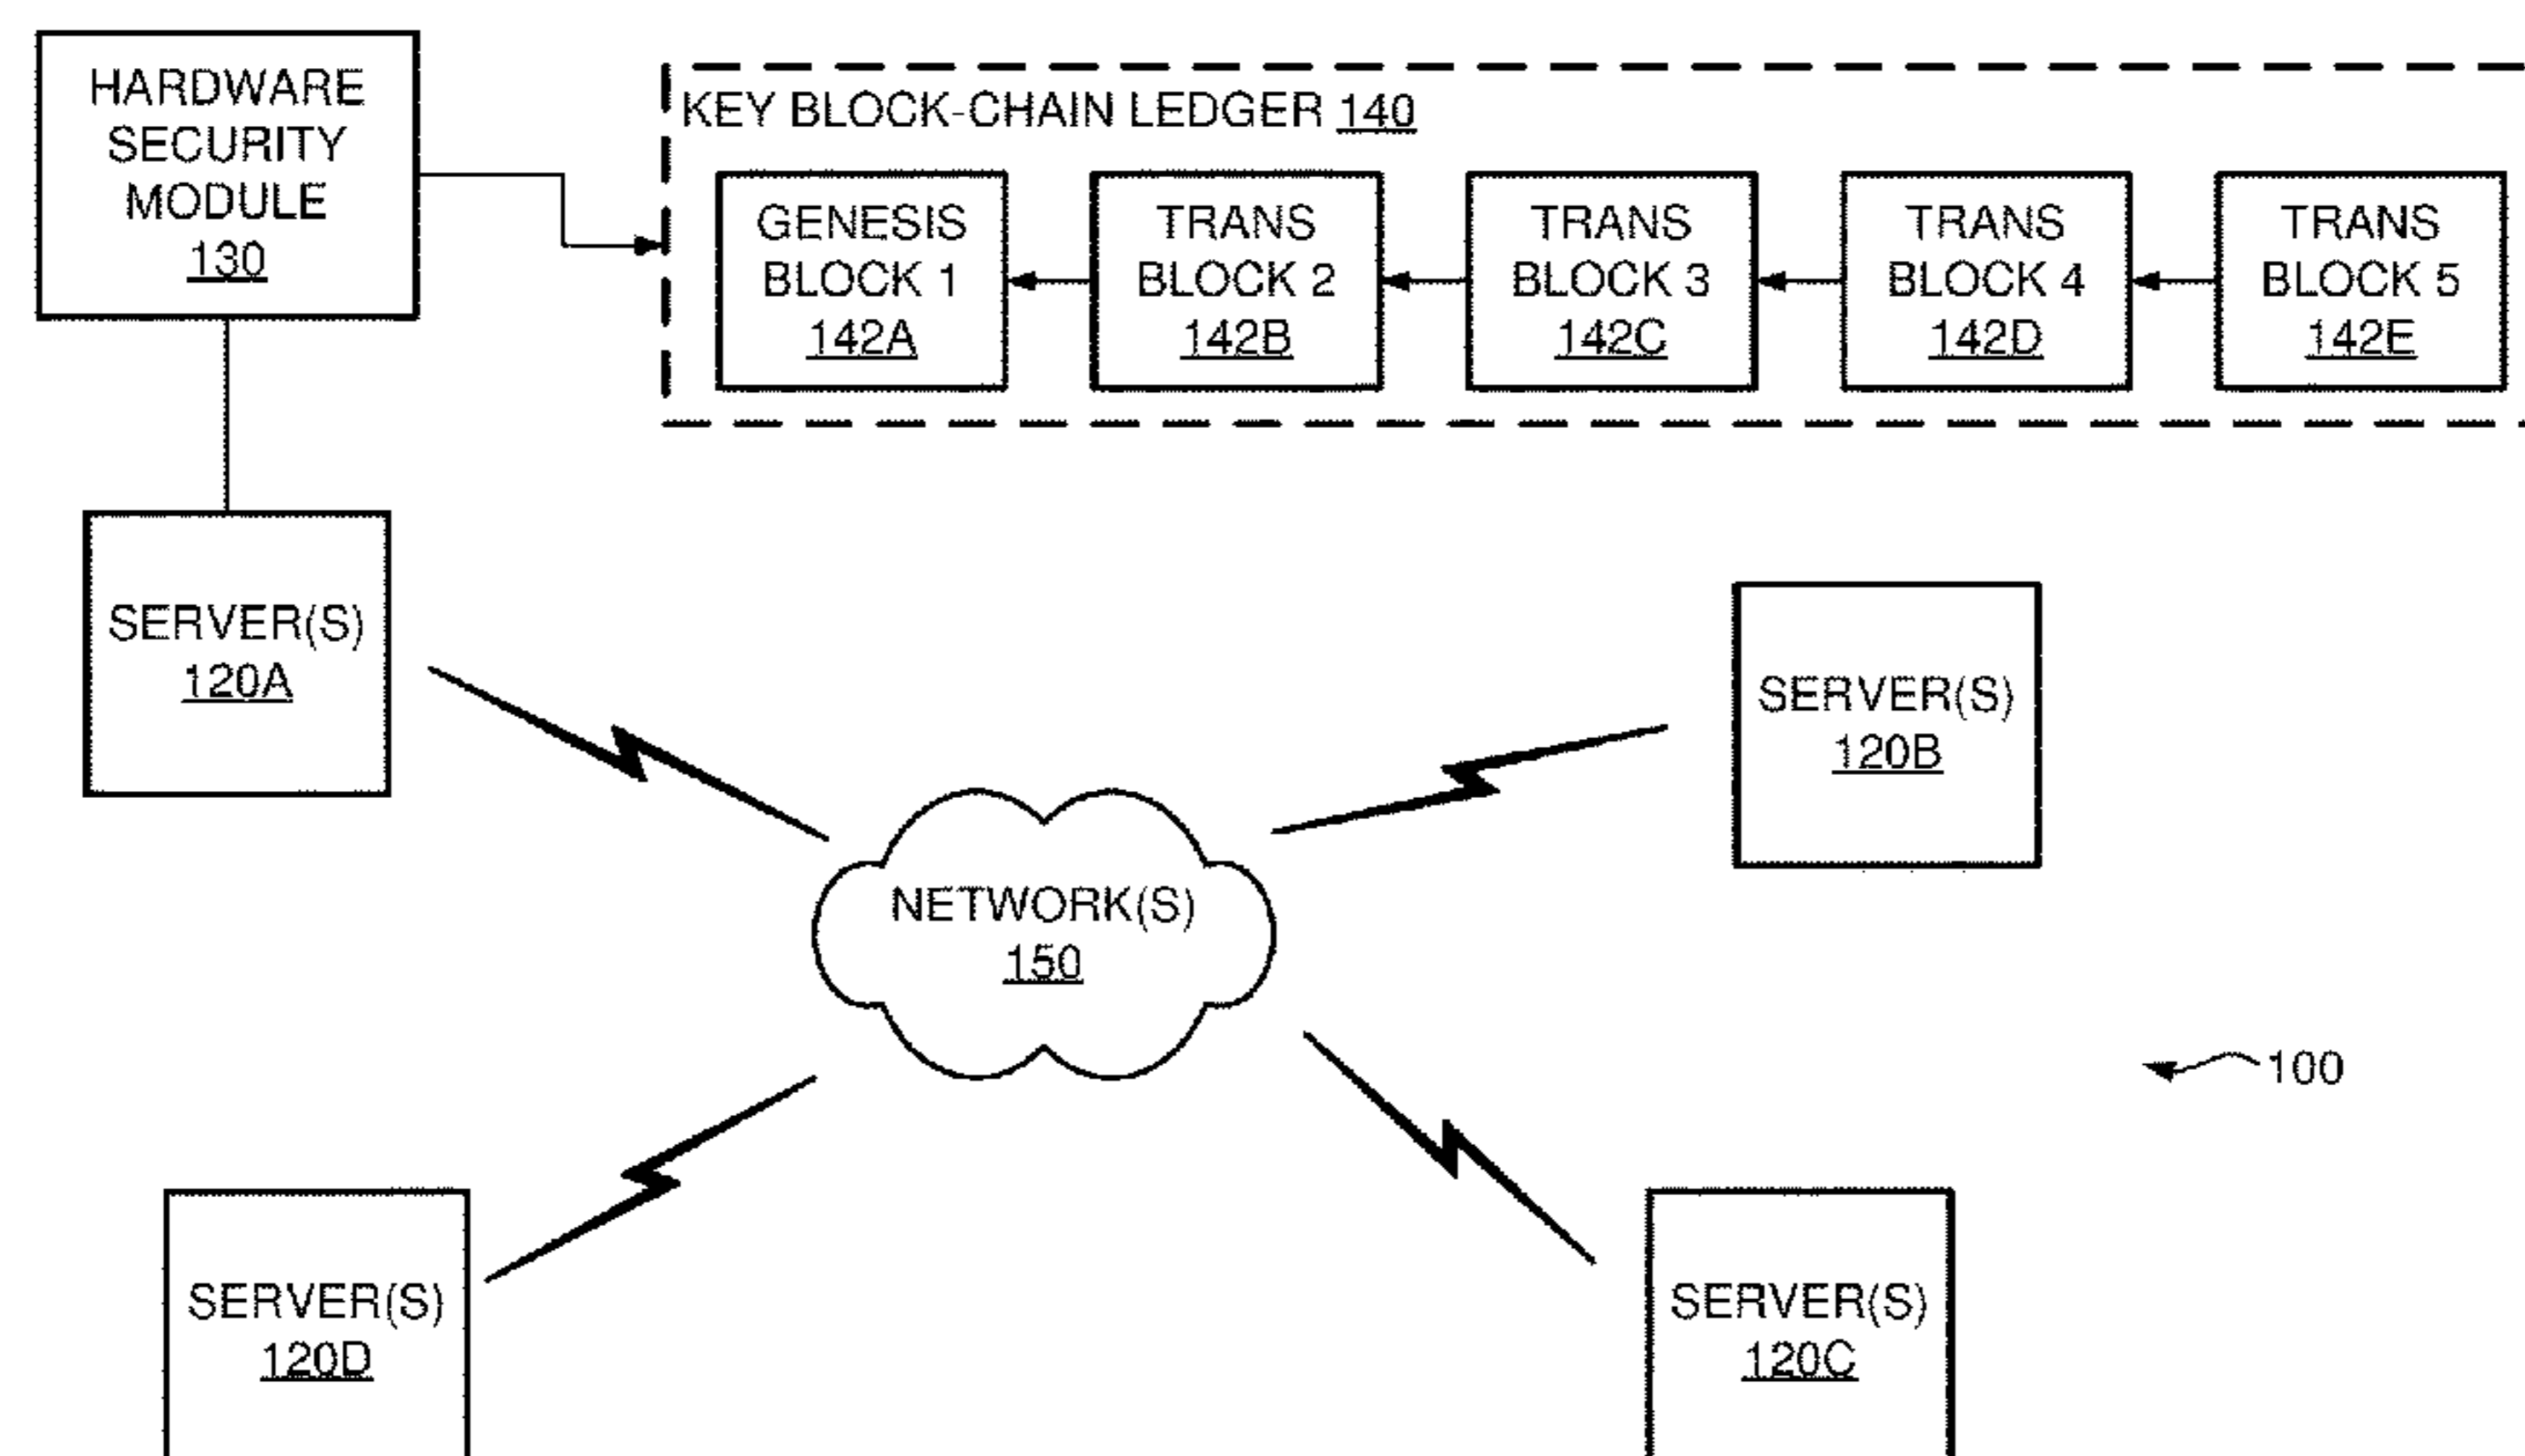 HARDWARE
SECURITY
MODULE
130
KEY BLOCK-CHAIN LEDGER 140
GENESIS
BLOCK 1
142A
TRANS
BLOCK 2
142B
TRANS
BLOCK 3
142C
TRANS
BLOCK 4
142D
TRANS
BLOCK 5
142E
SERVER(S)
120A
SERVER(S)
120B
NETWORK(S)
150
100
SERVER(S)
120D
SERVER(S)
120C